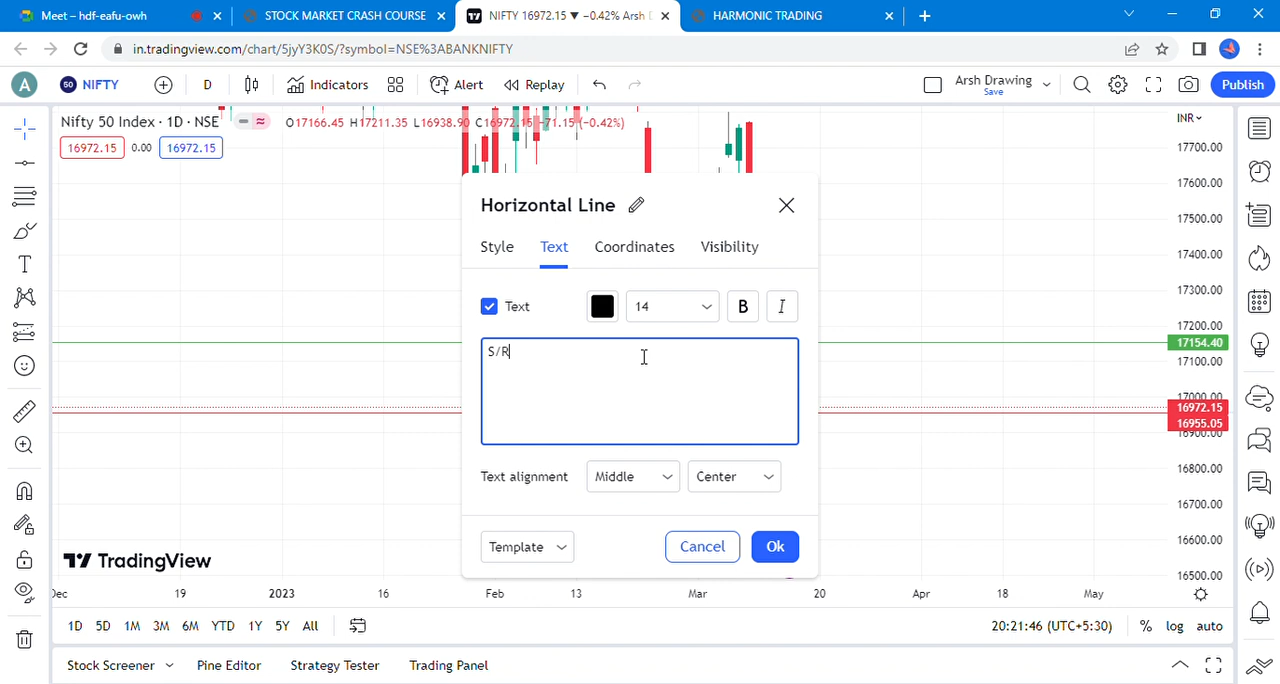 Meet – hdf-eafu-owh
STOCK MARKET CRASH COURSE
NIFTY 16972.15 ▼ −0.42% Arsh
HARMONIC TRADING
in.tradingview.com/chart/5jyY3K0S/?symbol=NSE%3ABANKNIFTY
A
50 NIFTY
D
Indicators
Alert
Replay
Arsh Drawing
Save
Publish
Nifty 50 Index · 1D · NSE
O17166.45 H17211.35 L16938.90 C16972.15 −71.15 (−0.42%)
INR
16972.15
0.00
16972.15
17700.00
17600.00
17500.00
17400.00
17300.00
17200.00
17154.40
17100.00
17000.00
16972.15
16955.05
16900.00
16800.00
16700.00
16600.00
16500.00
Horizontal Line
Style
Text
Coordinates
Visibility
Text
14
B
I
S/R
Text alignment
Middle
Center
Template
Cancel
Ok
TradingView
Dec
19
2023
16
Feb
13
Mar
20
Apr
18
May
1D
5D
1M
3M
6M
YTD
1Y
5Y
All
20:21:46 (UTC+5:30)
%
log
auto
Stock Screener
Pine Editor
Strategy Tester
Trading Panel